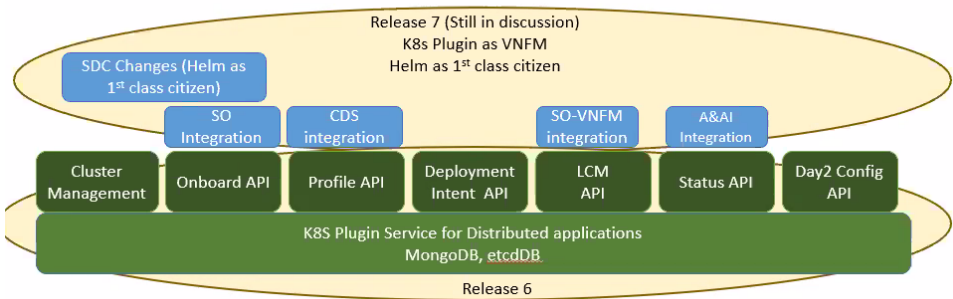 Release 7 (Still in discussion)
K8s Plugin as VNFM
Helm as 1st class citizen
SDC Changes (Helm as
1st class citizen)
SO
Integration
CDS
integration
SO-VNFM
integration
A&AI
Integration
Cluster
Management
Onboard API
Profile API
Deployment
Intent API
LCM
API
Status API
Day2 Config
API
K8S Plugin Service for Distributed applications
MongoDB, etcdDB
Release 6